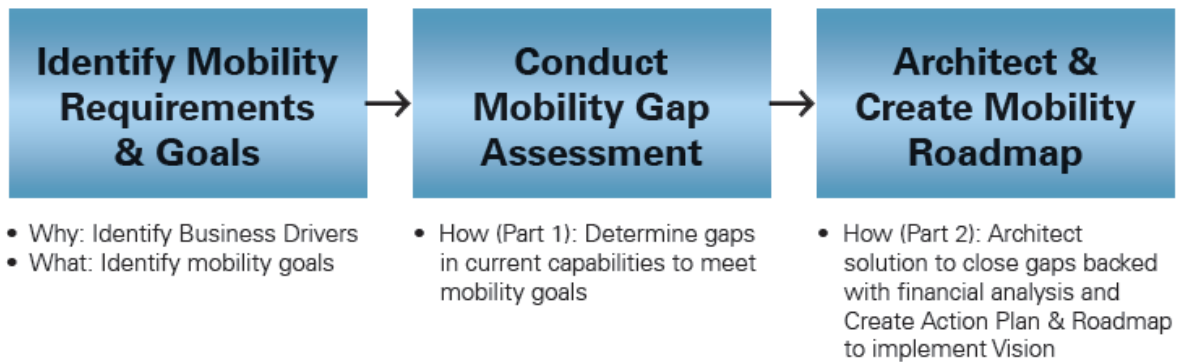 Identify Mobility
Requirements
& Goals
• Why: Identify Business Drivers
• What: Identify mobility goals
Conduct
Mobility Gap
Assessment
• How (Part 1): Determine gaps
in current capabilities to meet
mobility goals
Architect &
Create Mobility
Roadmap
• How (Part 2): Architect
solution to close gaps backed
with financial analysis and
Create Action Plan & Roadmap
to implement Vision